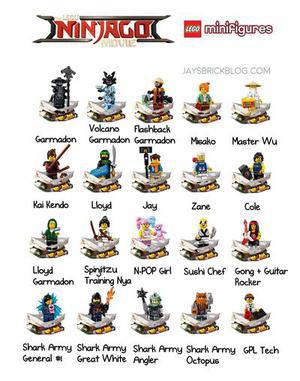 THE LEGO
NINJAGO
MOVIE
LEGO minifigures
JAYSBRICKBLOG.COM
Garmadon
Volcano Garmadon
Flashback Garmadon
Misako
Master Wu
Kai Kendo
Lloyd
Jay
Zane
Cole
Lloyd Garmadon
Spinjitzu Training Nya
N-POP Girl
Sushi Chef
Gong + Guitar Rocker
Shark Army General #1
Shark Army Great White
Shark Army Angler
Shark Army Octopus
GPL Tech